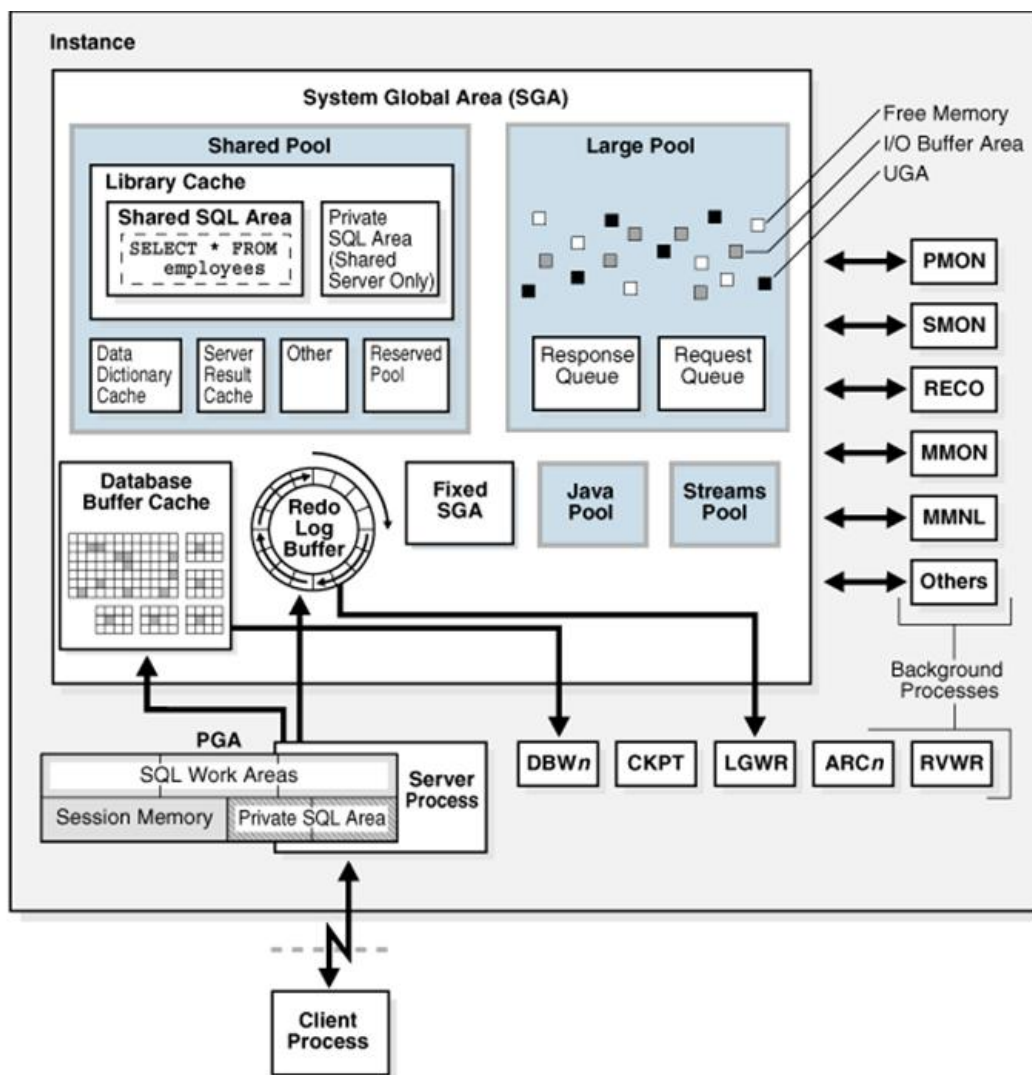 Instance
System Global Area (SGA)
Shared Pool
Library Cache
Shared SQL Area
SELECT * FROM
employees
Private
SQL Area
(Shared
Server Only)
Data
Dictionary
Cache
Server
Result
Cache
Other
Reserved
Pool
Large Pool
Response
Queue
Request
Queue
Free Memory
I/O Buffer Area
UGA
Database
Buffer Cache
Redo
Log
Buffer
Fixed
SGA
Java
Pool
Streams
Pool
PMON
SMON
RECO
MMON
MMNL
Others
Background
Processes
PGA
SQL Work Areas
Session Memory
Private SQL Area
Server
Process
DBWn
CKPT
LGWR
ARCn
RVWR
Client
Process